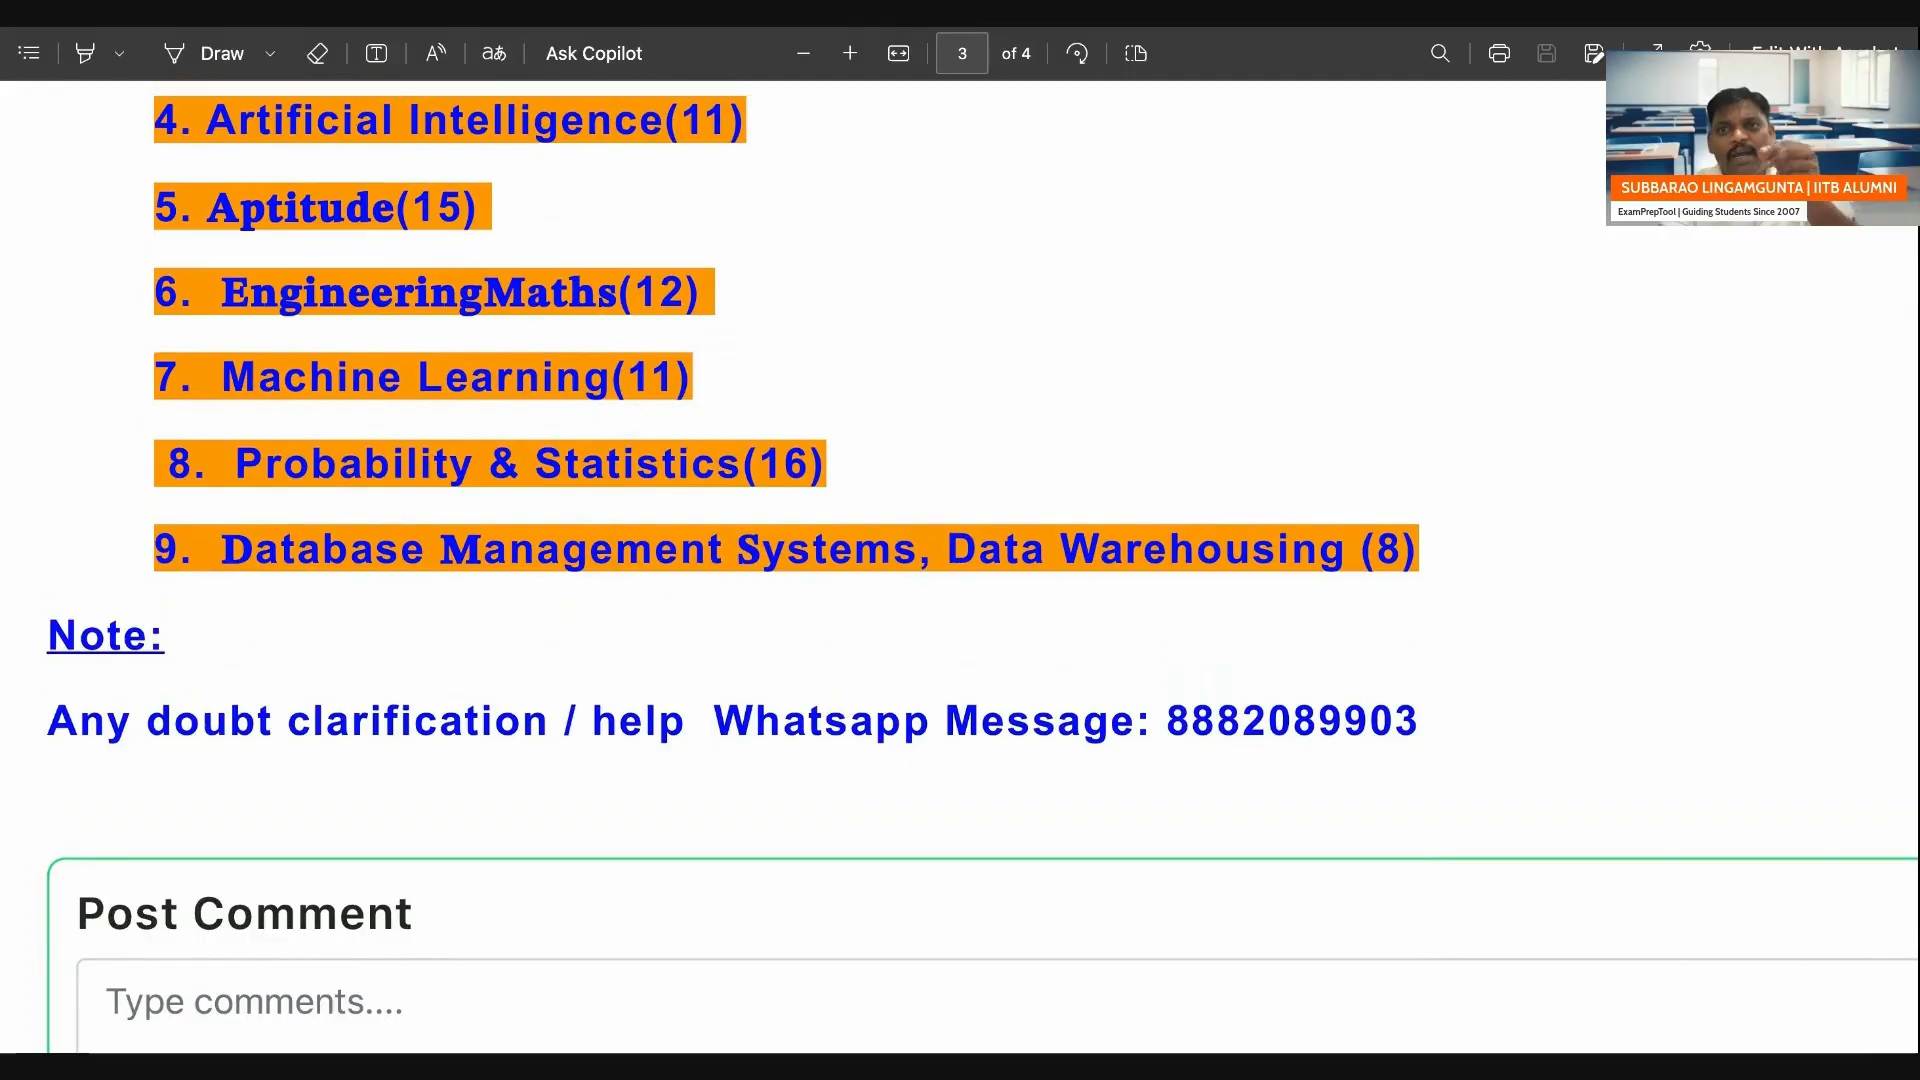 Draw
aあ
Ask Copilot
3 of 4
4. Artificial Intelligence(11)
5. Aptitude(15)
6. EngineeringMaths(12)
7. Machine Learning(11)
8. Probability & Statistics(16)
9. Database Management Systems, Data Warehousing (8)
Note:
Any doubt clarification / help Whatsapp Message: 8882089903
Post Comment
Type comments....
SUBBARAO LINGAMGUNTA | IITB ALUMNI
ExamPrepTool | Guiding Students Since 2007